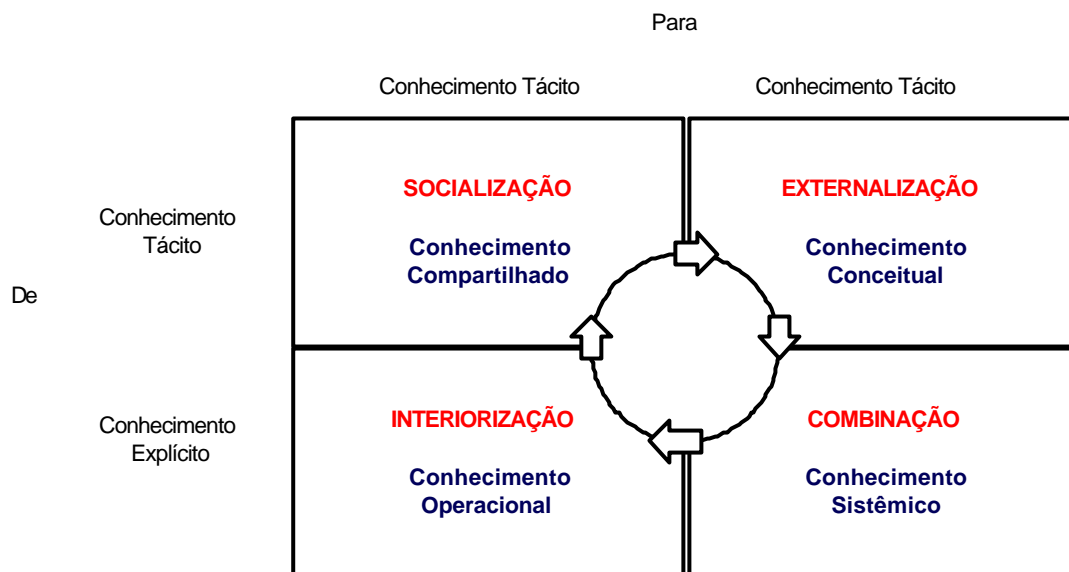 Para
Conhecimento Tácito
Conhecimento Tácito
SOCIALIZAÇÃO
EXTERNALIZAÇÃO
Conhecimento
Tácito
Conhecimento
Compartilhado
Conhecimento
Conceitual
De
INTERIORIZAÇÃO
COMBINAÇÃO
Conhecimento
Explícito
Conhecimento
Operacional
Conhecimento
Sistêmico